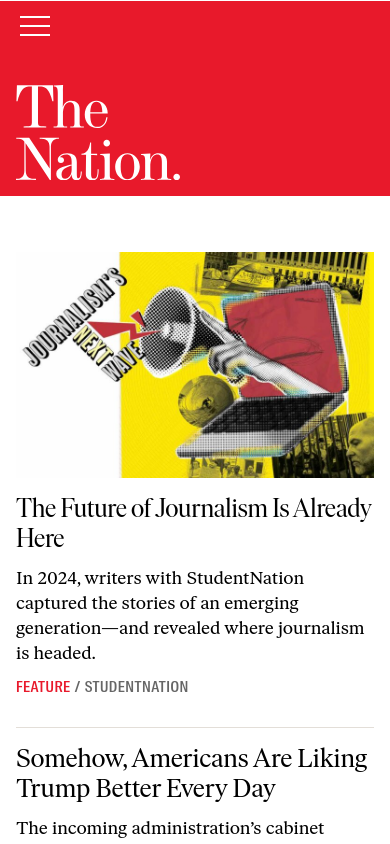 The
Nation.
JOURNALISM'S
NEXT
WAVE
The Future of Journalism Is Already
Here
In 2024, writers with StudentNation
captured the stories of an emerging
generation—and revealed where journalism
is headed.
FEATURE / STUDENTNATION
Somehow, Americans Are Liking
Trump Better Every Day
The incoming administration’s cabinet